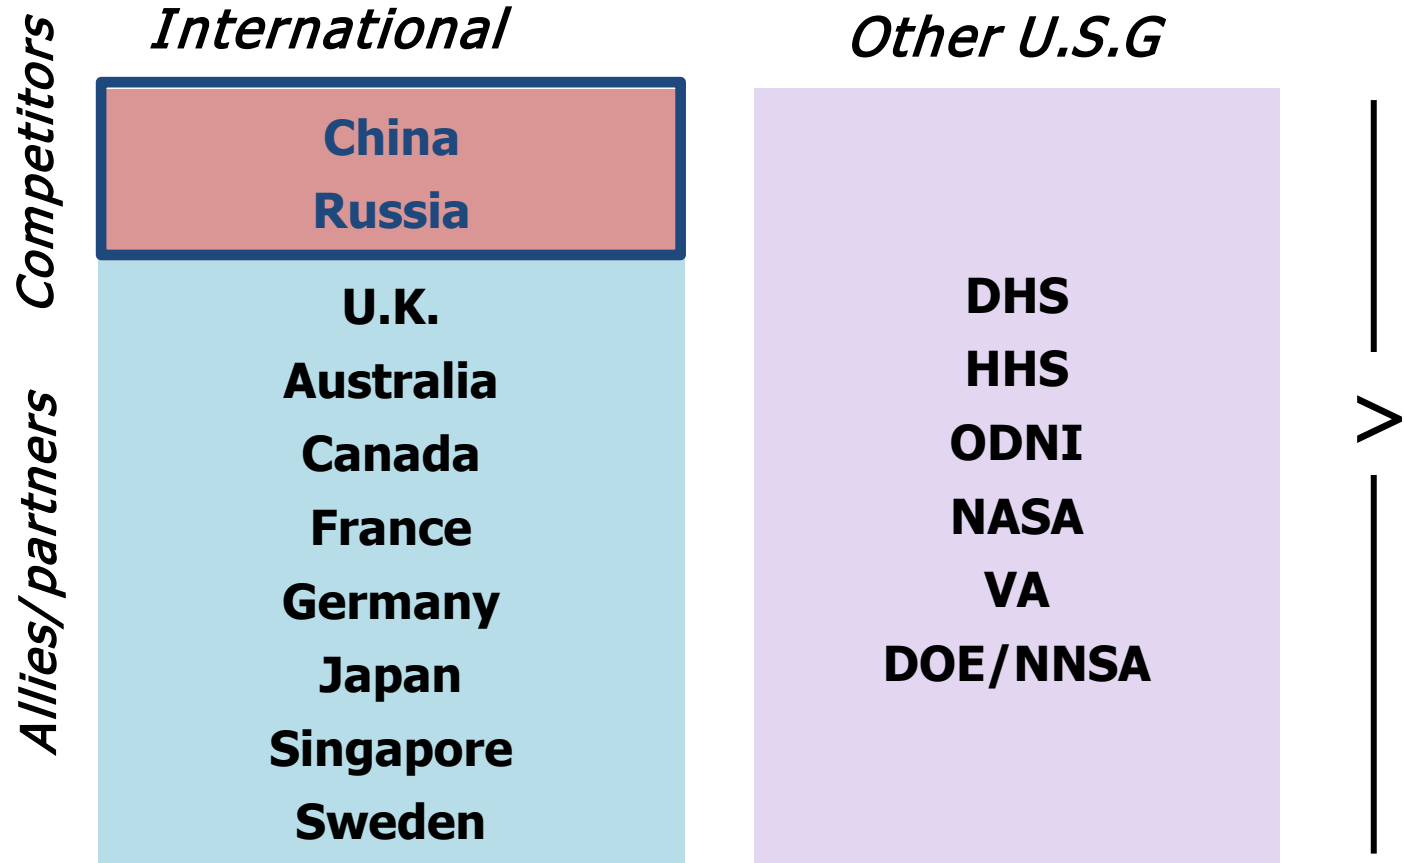 International
Competitors
China
Russia
Allies/partners
U.K.
Australia
Canada
France
Germany
Japan
Singapore
Sweden
Other U.S.G
DHS
HHS
ODNI
NASA
VA
DOE/NNSA
>